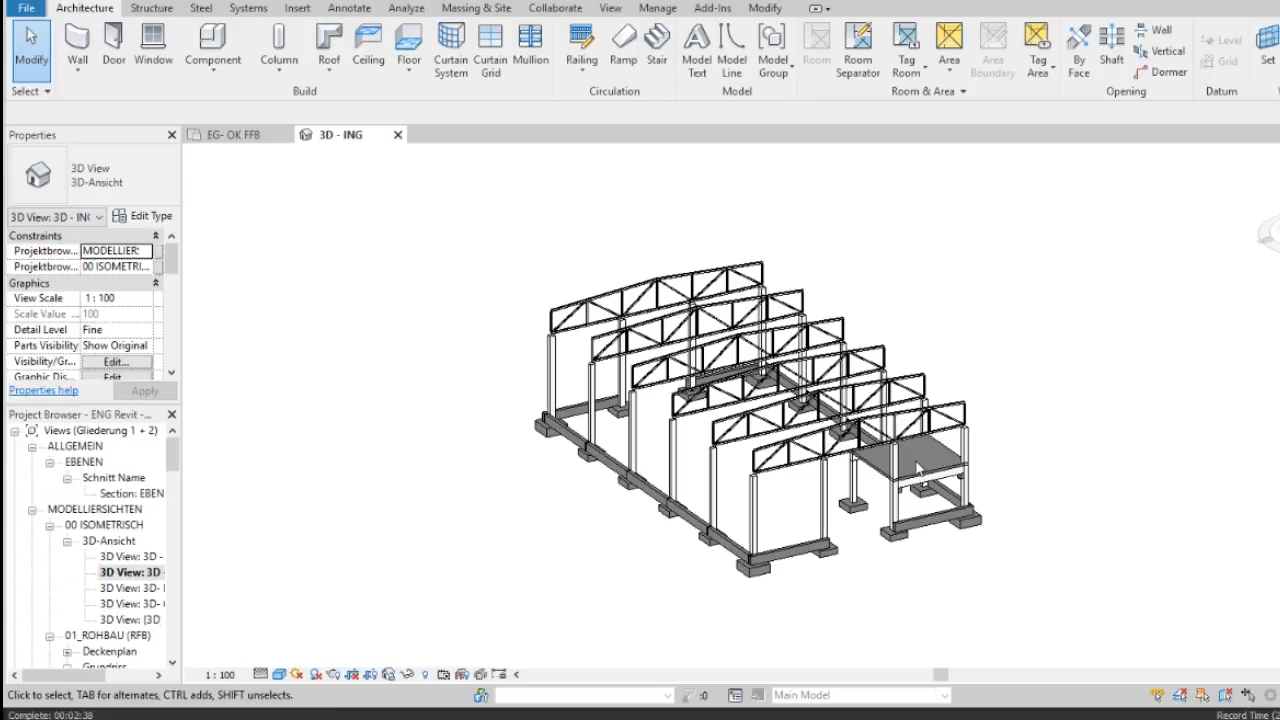 File Architecture Structure Steel Systems Insert Annotate Analyze Massing & Site Collaborate View Manage Add-Ins Modify
Modify Wall Door Window Component Column Roof Ceiling Floor Curtain System Curtain Grid Mullion Railing Ramp Stair Model Text Model Line Model Group Room Room Separator Tag Room Area Area Boundary Tag Area By Face Shaft Wall Vertical Dormer Level Grid Set
Select Build Circulation Model Room & Area Opening Datum
Properties
EG- OK FFB
3D - ING
3D View
3D-Ansicht
3D View: 3D - IN
Edit Type
Constraints
Projektbrow... MODELLIER
Projektbrow... 00 ISOMETRI...
Graphics
View Scale 1 : 100
Scale Value ... 100
Detail Level Fine
Parts Visibility Show Original
Visibility/Gr... Edit...
Graphic Dis... Edit
Properties help Apply
Project Browser - ENG Revit -...
Views (Gliederung 1 + 2)
ALLGEMEIN
EBENEN
Schnitt Name
Section: EBEN
MODELLIERSICHTEN
00 ISOMETRISCH
3D-Ansicht
3D View: 3D -
3D View: 3D
3D View: 3D-
3D View: 3D-
3D View: {3D
01_ROHBAU (RFB)
Deckenplan
Grundriss
1 : 100
Click to select, TAB for alternates, CTRL adds, SHIFT unselects.
:0
Main Model
Complete: 00:02:38
Record Time (